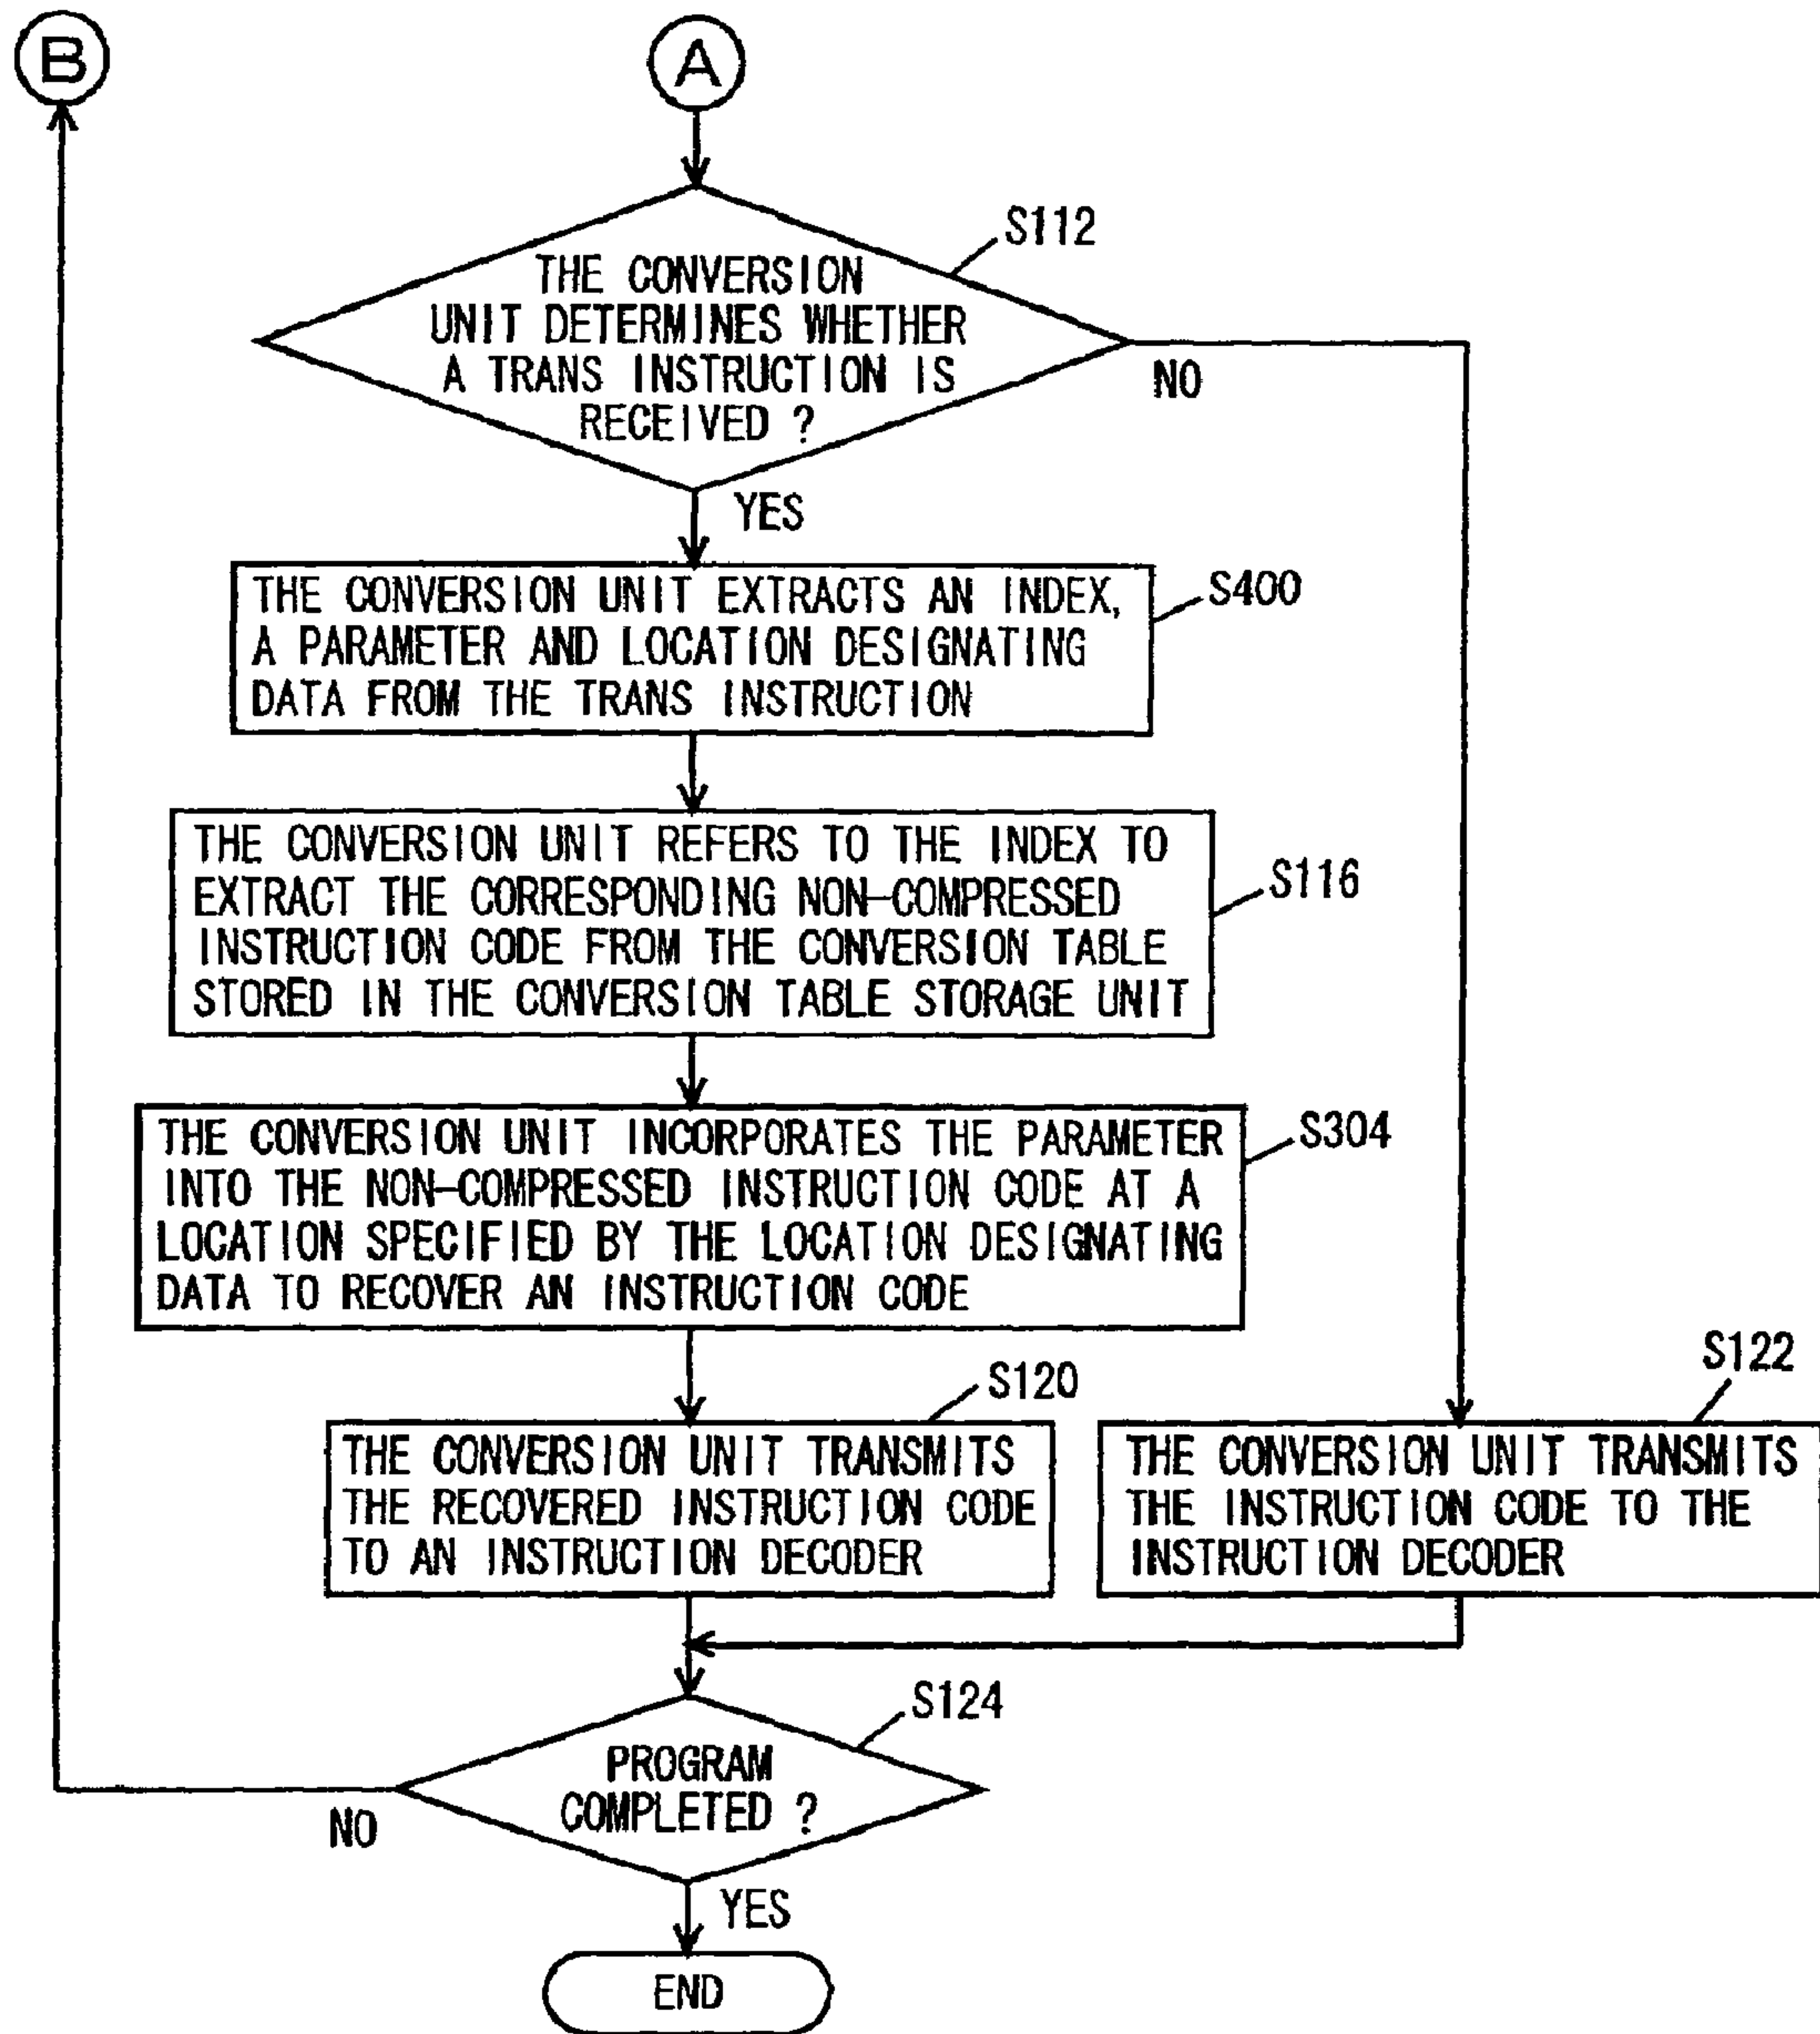 B
A
S112
THE CONVERSION
UNIT DETERMINES WHETHER
A TRANS INSTRUCTION IS
RECEIVED ?
NO
YES
S400
THE CONVERSION UNIT EXTRACTS AN INDEX,
A PARAMETER AND LOCATION DESIGNATING
DATA FROM THE TRANS INSTRUCTION
S116
THE CONVERSION UNIT REFERS TO THE INDEX TO
EXTRACT THE CORRESPONDING NON-COMPRESSED
INSTRUCTION CODE FROM THE CONVERSION TABLE
STORED IN THE CONVERSION TABLE STORAGE UNIT
S304
THE CONVERSION UNIT INCORPORATES THE PARAMETER
INTO THE NON-COMPRESSED INSTRUCTION CODE AT A
LOCATION SPECIFIED BY THE LOCATION DESIGNATING
DATA TO RECOVER AN INSTRUCTION CODE
S120
THE CONVERSION UNIT TRANSMITS
THE RECOVERED INSTRUCTION CODE
TO AN INSTRUCTION DECODER
S122
THE CONVERSION UNIT TRANSMITS
THE INSTRUCTION CODE TO THE
INSTRUCTION DECODER
S124
PROGRAM
COMPLETED ?
NO
YES
END